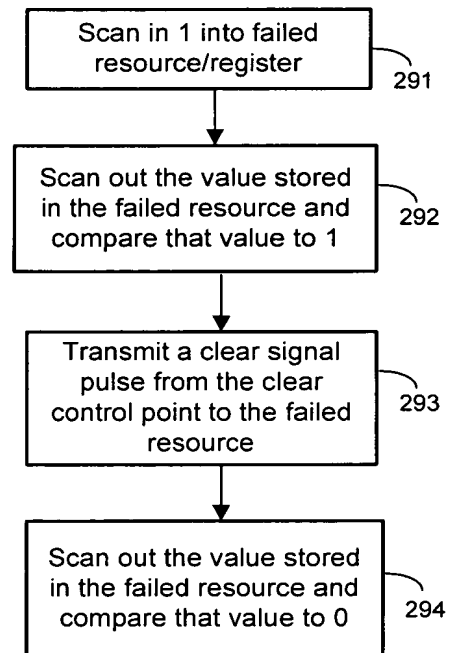 Scan in 1 into failed
resource/register
291
Scan out the value stored
in the failed resource and
compare that value to 1
292
Transmit a clear signal
pulse from the clear
control point to the failed
resource
293
Scan out the value stored
in the failed resource and
compare that value to 0
294